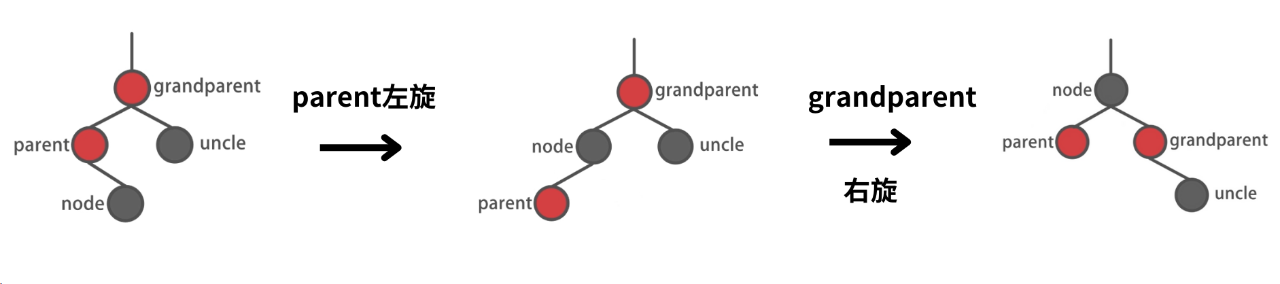 grandparent
parent
uncle
node
parent左旋
grandparent
node
uncle
parent
grandparent
右旋
node
parent
grandparent
uncle